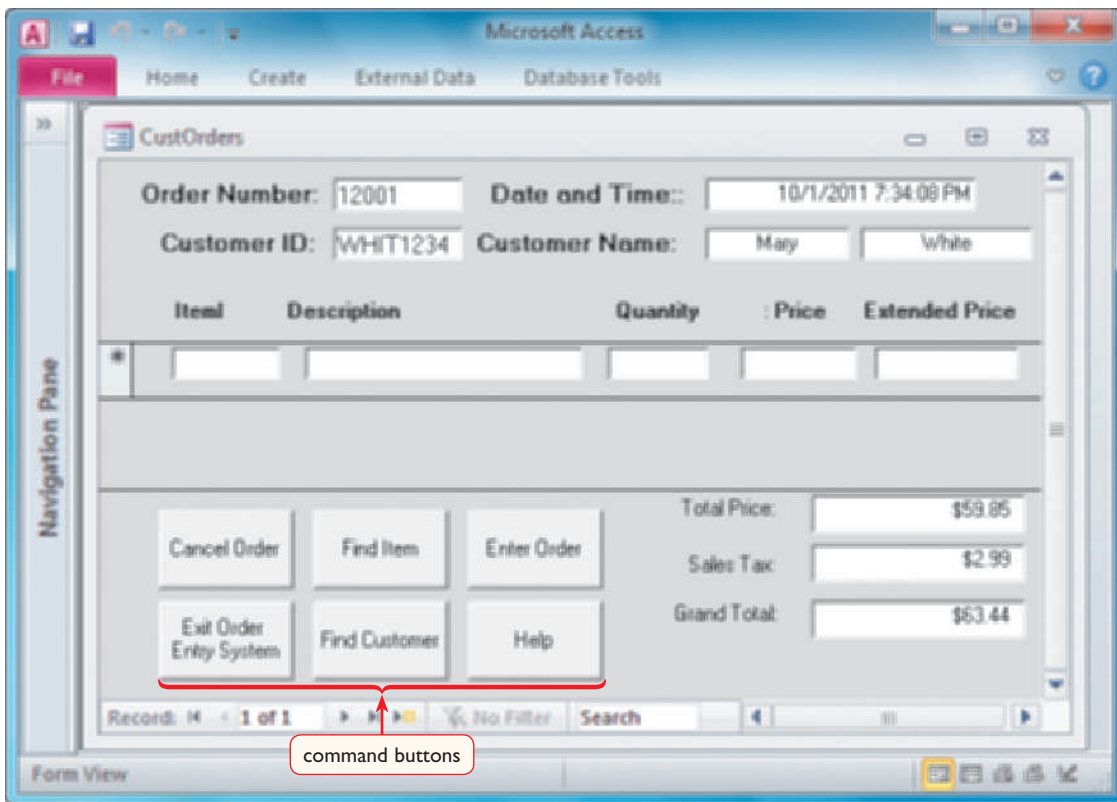 Microsoft Access
File Home Create External Data Database Tools
CustOrders
Order Number: 12001 Date and Time:: 10/1/2011 7:34:08 PM
Customer ID: WHIT1234 Customer Name: Mary White
Item# Description Quantity : Price Extended Price
*
Navigation Pane
Cancel Order Find Item Enter Order
Exit Order Entry System Find Customer Help
Total Price: $59.85
Sales Tax: $2.99
Grand Total: $63.44
Record: 1 of 1 No Filter Search
command buttons
Form View